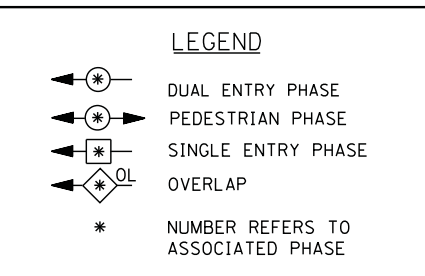 LEGEND
* DUAL ENTRY PHASE
* PEDESTRIAN PHASE
* SINGLE ENTRY PHASE
* OL OVERLAP
* NUMBER REFERS TO
ASSOCIATED PHASE